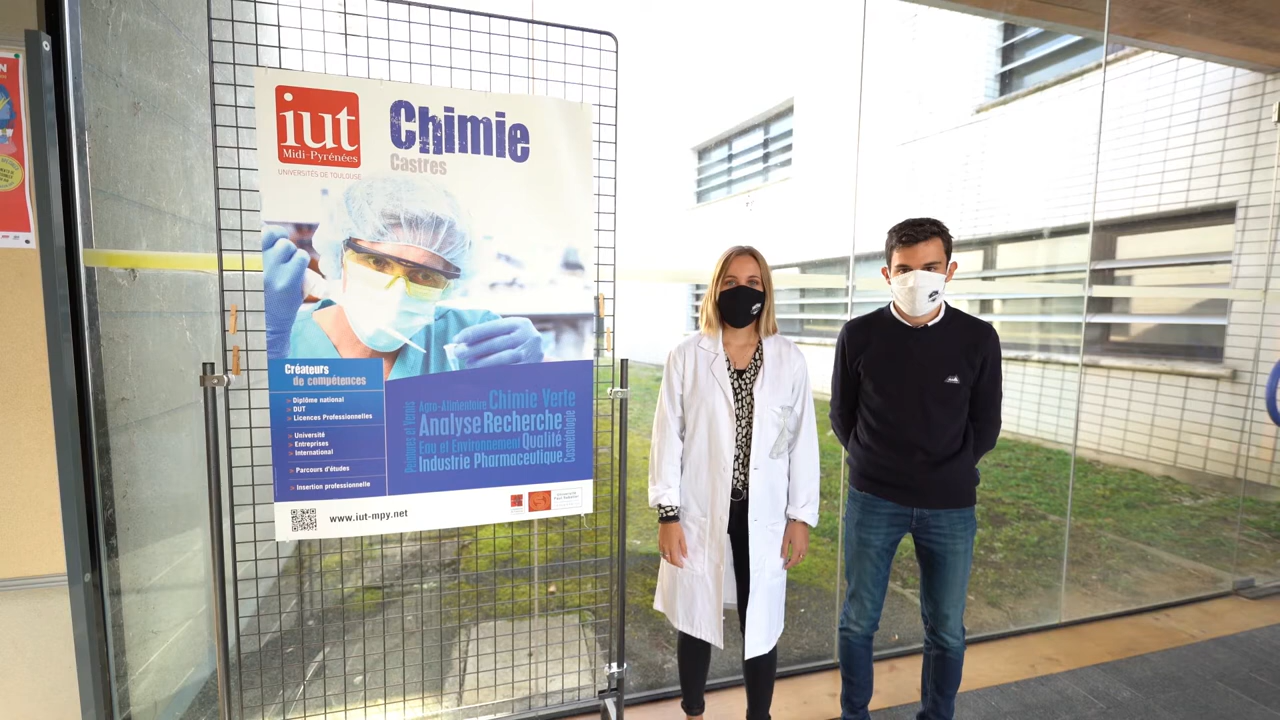 iut
Midi-Pyrénées
UNIVERSITÉS DE TOULOUSE
Chimie
Castres
Créateurs
de compétences
» Diplôme national
» DUT
» Licences Professionnelles
» Université
» Entreprises
» International
» Parcours d'études
» Insertion professionnelle
Peintures et Vernis
Agro-Alimentaire Chimie Verte
Analyse Recherche
Eau et Environnement Qualité
Industrie Pharmaceutique
Cosmétologie
www.iut-mpy.net